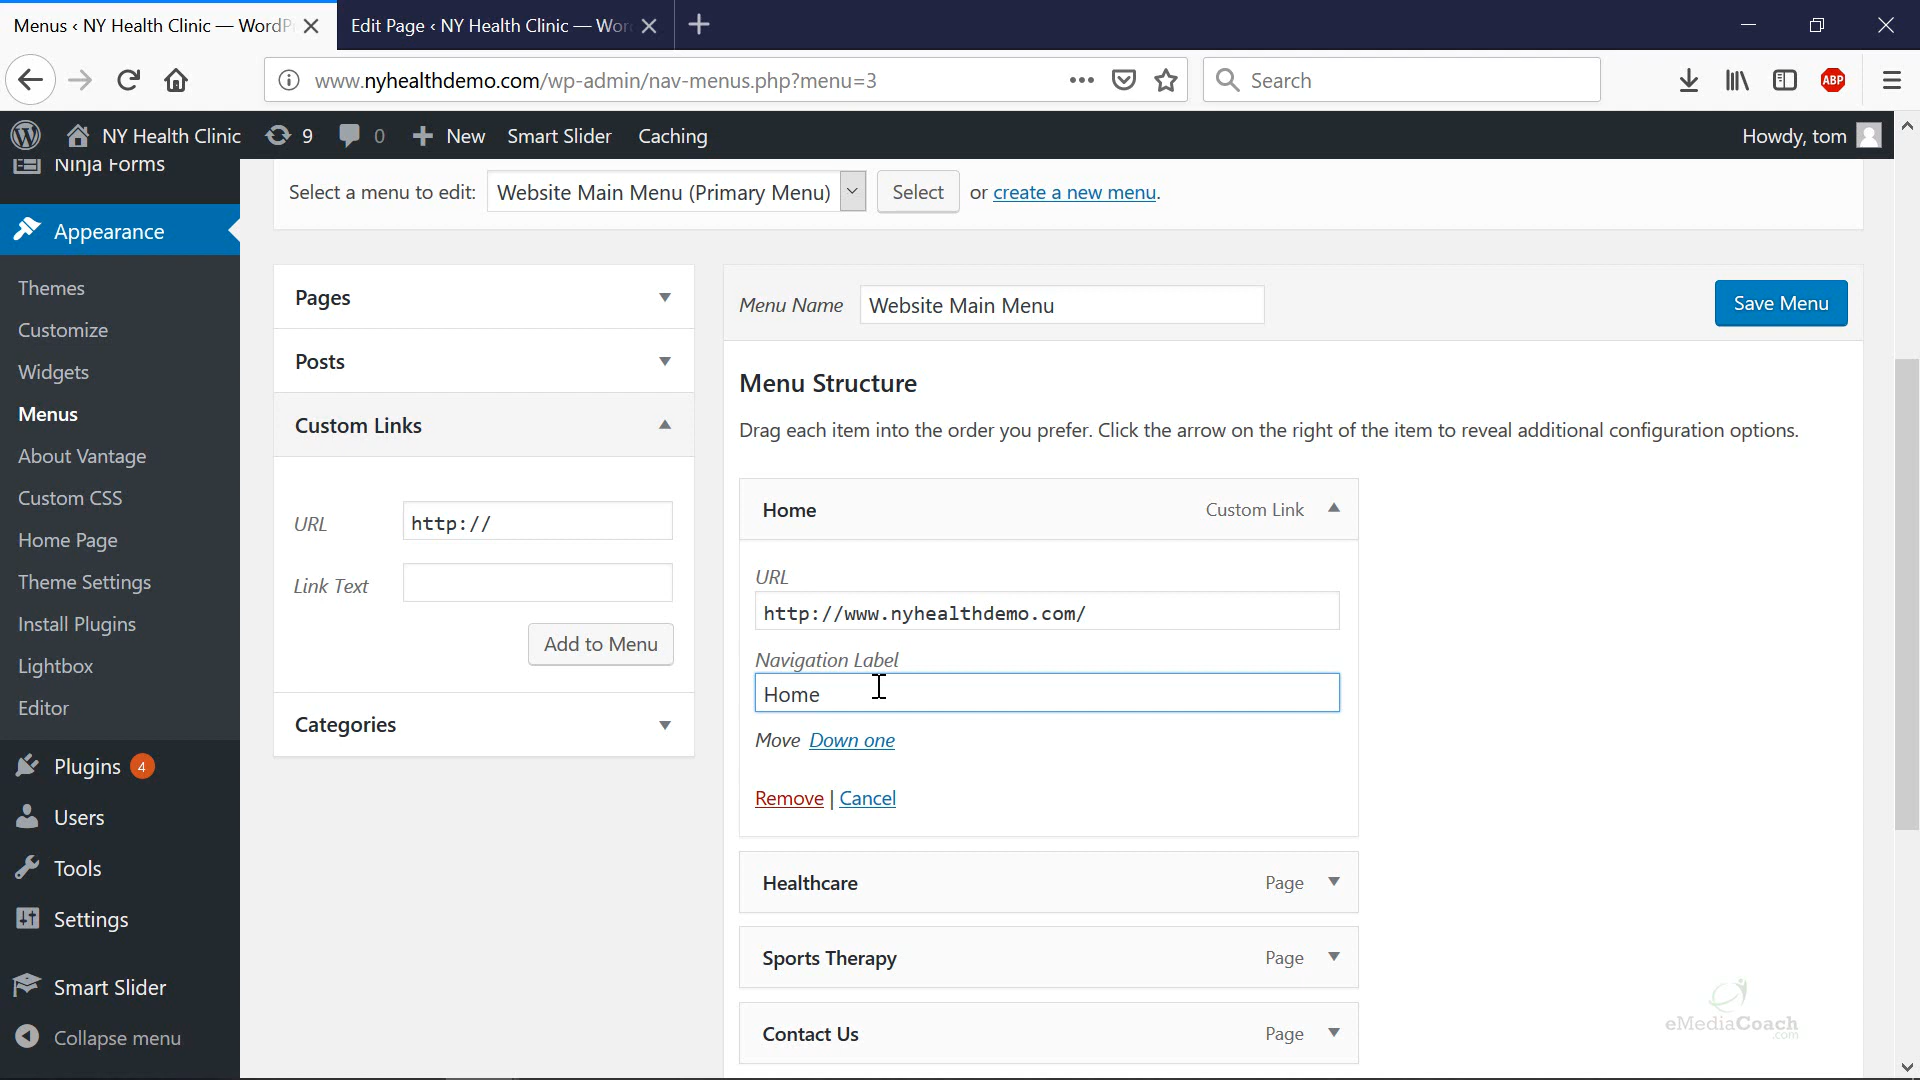 Menus ‹ NY Health Clinic — WordP
Edit Page ‹ NY Health Clinic — Wor
www.nyhealthdemo.com/wp-admin/nav-menus.php?menu=3
Search
ABP
NY Health Clinic
9
0
New
Smart Slider
Caching
Howdy, tom
Ninja Forms
Appearance
Themes
Customize
Widgets
Menus
About Vantage
Custom CSS
Home Page
Theme Settings
Install Plugins
Lightbox
Editor
Plugins 4
Users
Tools
Settings
Smart Slider
Collapse menu
Select a menu to edit: Website Main Menu (Primary Menu) Select or create a new menu.
Pages
Posts
Custom Links
URL http://
Link Text
Add to Menu
Categories
Menu Name Website Main Menu
Save Menu
Menu Structure
Drag each item into the order you prefer. Click the arrow on the right of the item to reveal additional configuration options.
Home Custom Link
URL
http://www.nyhealthdemo.com/
Navigation Label
Home
Move Down one
Remove | Cancel
Healthcare Page
Sports Therapy Page
Contact Us Page
eMediaCoach
.com